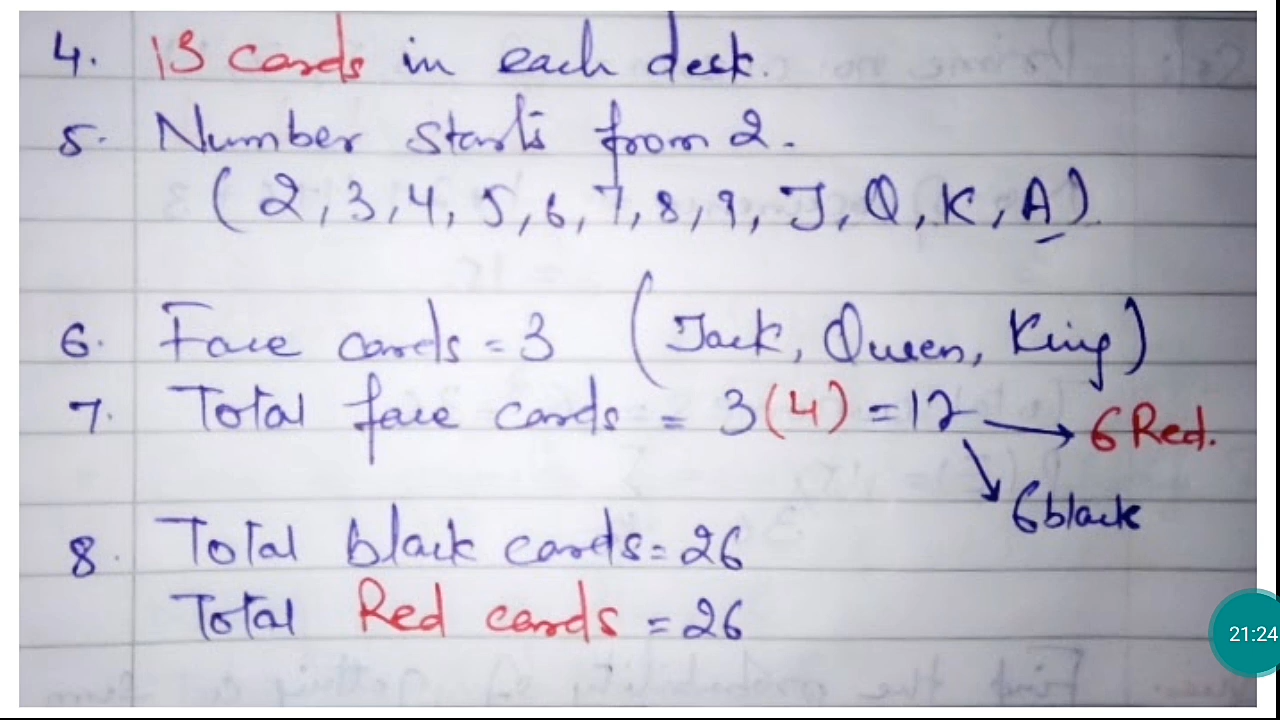 4. 13 cards in each deck.
5. Number starts from 2.
(2, 3, 4, 5, 6, 7, 8, 9, J, Q, K, A)
6. Face cards = 3 (Jack, Queen, King)
7. Total face cards = 3(4) = 12 → 6 Red.
↘ 6 black
8. Total black cards = 26
Total Red cards = 26
21:24